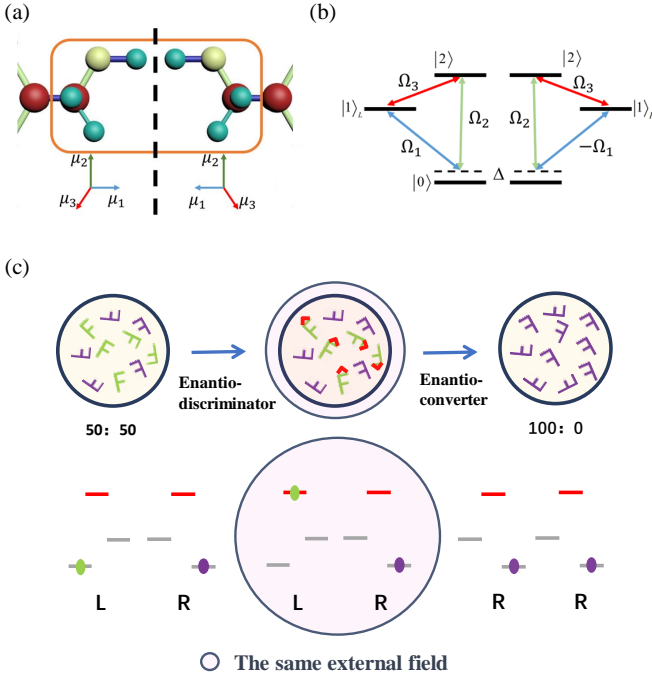 (a)
μ₂
μ₃
μ₁
μ₂
μ₁
μ₃
(b)
|2⟩
|2⟩
Ω₃
Ω₃
|1⟩_L
Ω₂
Ω₂
|1⟩
Ω₁
−Ω₁
|0⟩
Δ
(c)
Enantio-
discriminator
Enantio-
converter
50: 50
100: 0
L
R
L
R
R
R
The same external field